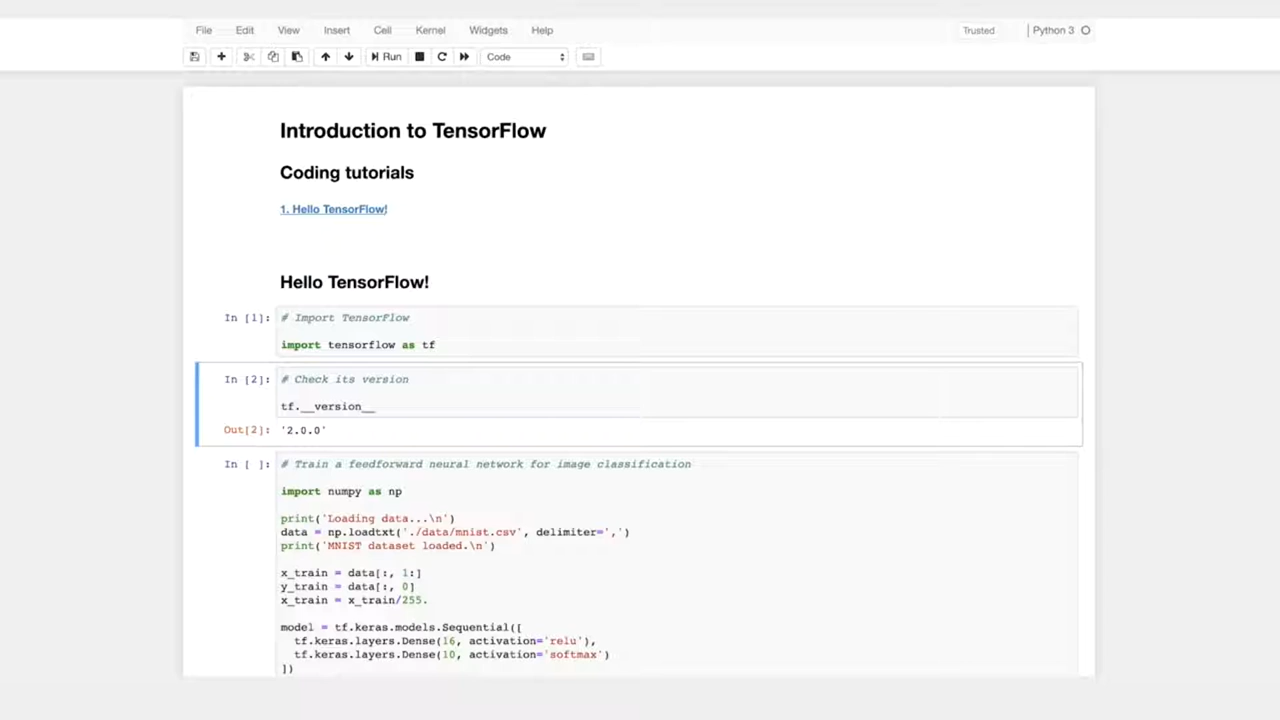 File Edit View Insert Cell Kernel Widgets Help Trusted Python 3
Run Code
Introduction to TensorFlow
Coding tutorials
1. Hello TensorFlow!
Hello TensorFlow!
In [1]: # Import TensorFlow
import tensorflow as tf
In [2]: # Check its version
tf.__version__
Out[2]: '2.0.0'
In [ ]: # Train a feedforward neural network for image classification
import numpy as np
print('Loading data...\n')
data = np.loadtxt('./data/mnist.csv', delimiter=',')
print('MNIST dataset loaded.\n')
x_train = data[:, 1:]
y_train = data[:, 0]
x_train = x_train/255.
model = tf.keras.models.Sequential([
tf.keras.layers.Dense(16, activation='relu'),
tf.keras.layers.Dense(10, activation='softmax')
])